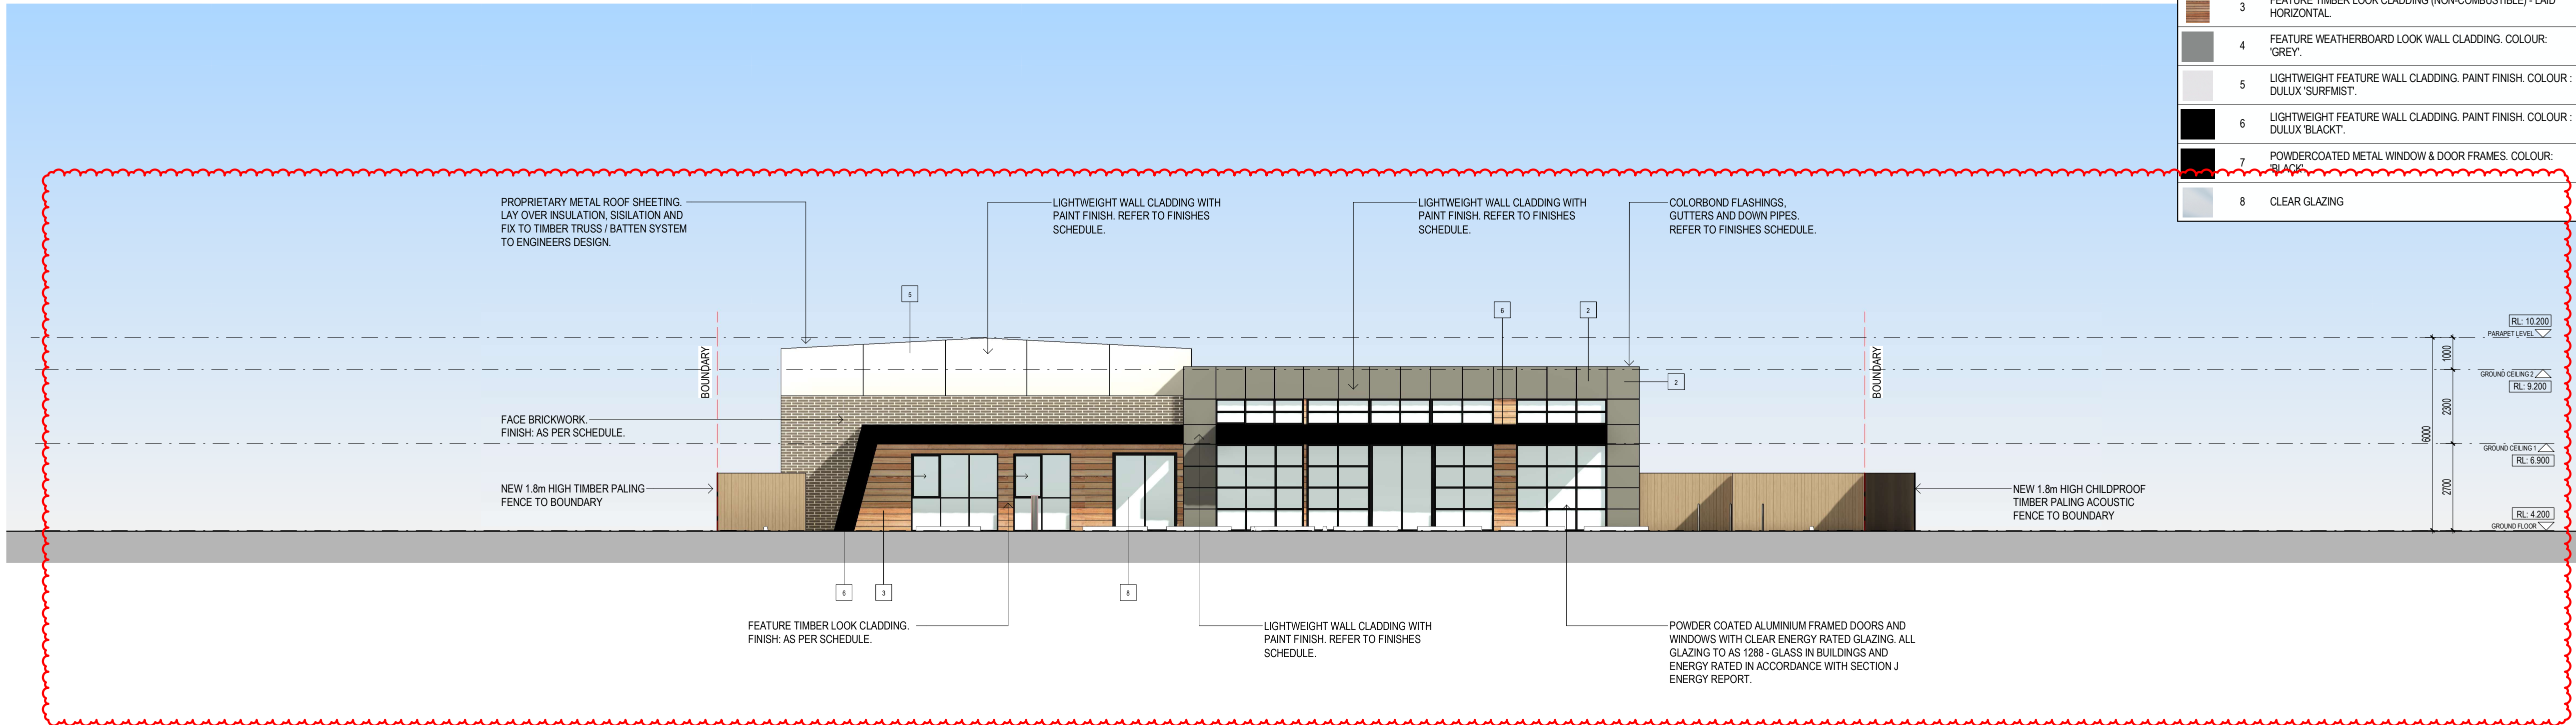 3 FEATURE TIMBER LOOK CLADDING (NON-COMBUSTIBLE) - LAID
HORIZONTAL.
4 FEATURE WEATHERBOARD LOOK WALL CLADDING. COLOUR:
'GREY'.
5 LIGHTWEIGHT FEATURE WALL CLADDING. PAINT FINISH. COLOUR :
DULUX 'SURFMIST'.
6 LIGHTWEIGHT FEATURE WALL CLADDING. PAINT FINISH. COLOUR :
DULUX 'BLACKT'.
7 POWDERCOATED METAL WINDOW & DOOR FRAMES. COLOUR:
'BLACK'
8 CLEAR GLAZING
PROPRIETARY METAL ROOF SHEETING.
LAY OVER INSULATION, SISILATION AND
FIX TO TIMBER TRUSS / BATTEN SYSTEM
TO ENGINEERS DESIGN.
LIGHTWEIGHT WALL CLADDING WITH
PAINT FINISH. REFER TO FINISHES
SCHEDULE.
LIGHTWEIGHT WALL CLADDING WITH
PAINT FINISH. REFER TO FINISHES
SCHEDULE.
COLORBOND FLASHINGS,
GUTTERS AND DOWN PIPES.
REFER TO FINISHES SCHEDULE.
5
6
2
2
BOUNDARY
BOUNDARY
RL: 10.200
PARAPET LEVEL
1000
GROUND CEILING 2
RL: 9.200
2300
6000
GROUND CEILING 1
RL: 6.900
2700
RL: 4.200
GROUND FLOOR
FACE BRICKWORK.
FINISH: AS PER SCHEDULE.
NEW 1.8m HIGH TIMBER PALING
FENCE TO BOUNDARY
NEW 1.8m HIGH CHILDPROOF
TIMBER PALING ACOUSTIC
FENCE TO BOUNDARY
6
3
8
FEATURE TIMBER LOOK CLADDING.
FINISH: AS PER SCHEDULE.
LIGHTWEIGHT WALL CLADDING WITH
PAINT FINISH. REFER TO FINISHES
SCHEDULE.
POWDER COATED ALUMINIUM FRAMED DOORS AND
WINDOWS WITH CLEAR ENERGY RATED GLAZING. ALL
GLAZING TO AS 1288 - GLASS IN BUILDINGS AND
ENERGY RATED IN ACCORDANCE WITH SECTION J
ENERGY REPORT.